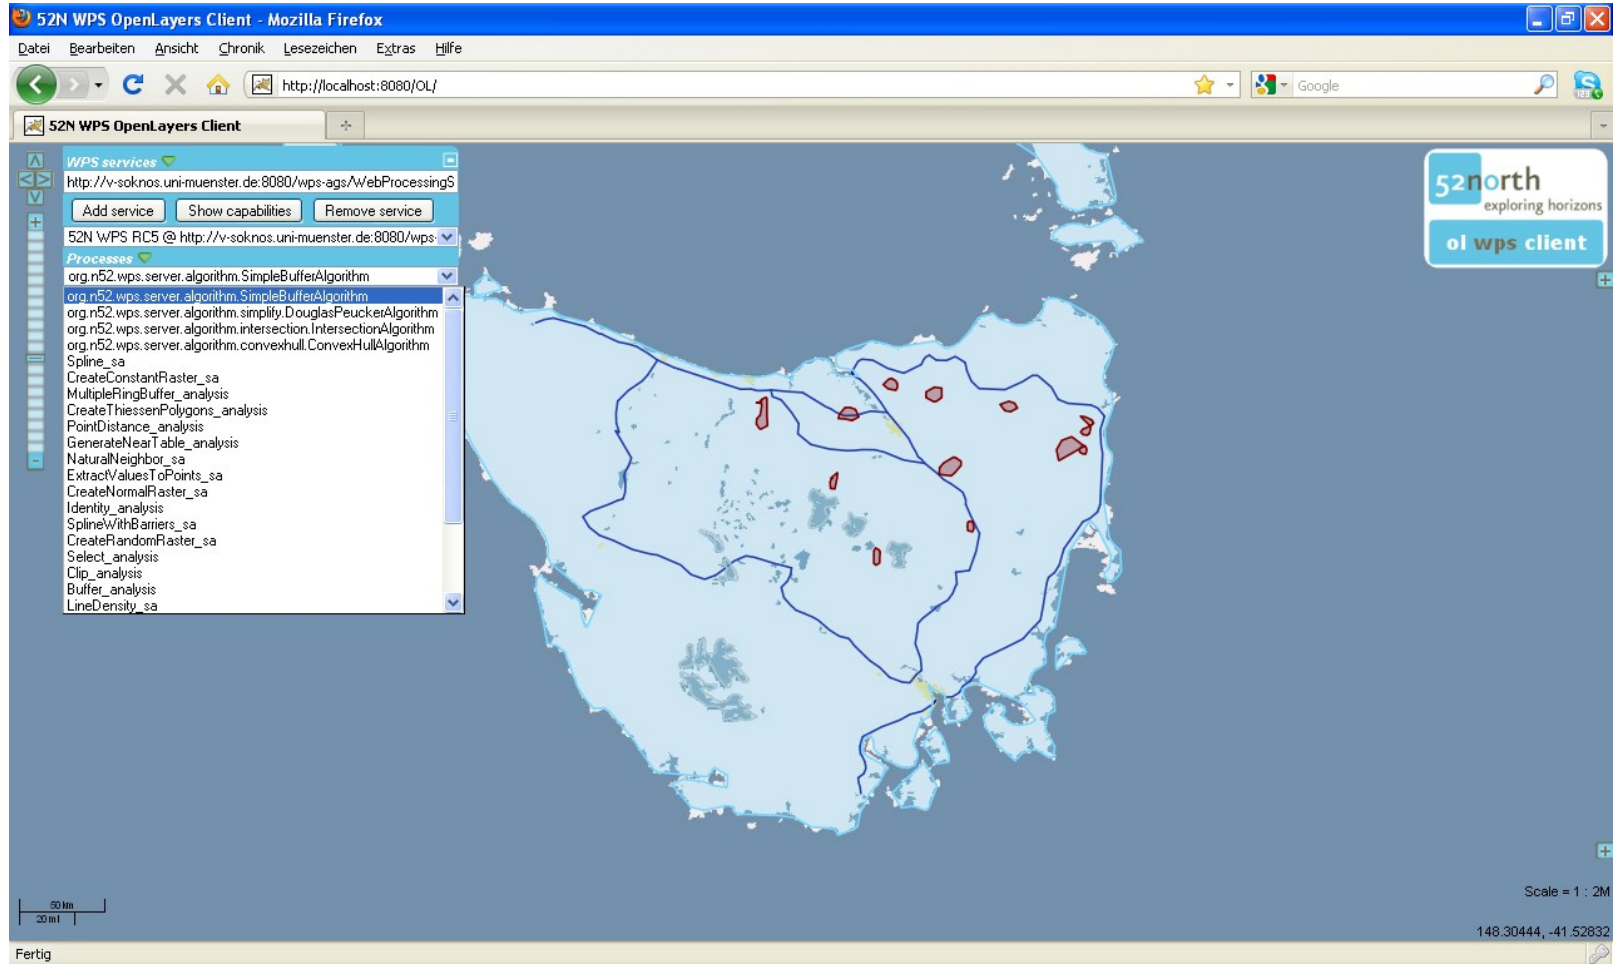 52N WPS OpenLayers Client - Mozilla Firefox
Datei Bearbeiten Ansicht Chronik Lesezeichen Extras Hilfe
http://localhost:8080/OL/
Google
52N WPS OpenLayers Client
WPS services
http://v-soknos.uni-muenster.de:8080/wps-ags/WebProcessingS
Add service Show capabilities Remove service
52N WPS RC5 @ http://v-soknos.uni-muenster.de:8080/wps-
Processes
org.n52.wps.server.algorithm.SimpleBufferAlgorithm
org.n52.wps.server.algorithm.SimpleBufferAlgorithm
org.n52.wps.server.algorithm.simplify.DouglasPeuckerAlgorithm
org.n52.wps.server.algorithm.intersection.IntersectionAlgorithm
org.n52.wps.server.algorithm.convexhull.ConvexHullAlgorithm
Spline_sa
CreateConstantRaster_sa
MultipleRingBuffer_analysis
CreateThiessenPolygons_analysis
PointDistance_analysis
GenerateNearTable_analysis
NaturalNeighbor_sa
ExtractValuesToPoints_sa
CreateNormalRaster_sa
Identity_analysis
SplineWithBarriers_sa
CreateRandomRaster_sa
Select_analysis
Clip_analysis
Buffer_analysis
LineDensity_sa
52north
exploring horizons
ol wps client
50 km
20 mi
Scale = 1 : 2M
148.30444, -41.52832
Fertig